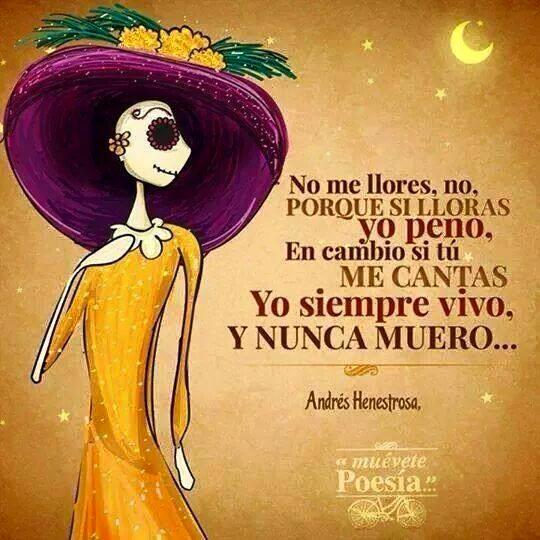 No me llores, no,
PORQUE SI LLORAS
yo peno,
En cambio si tú
ME CANTAS
Yo siempre vivo,
Y NUNCA MUERO...
Andrés Henestrosa,
« muévete
Poesía...»